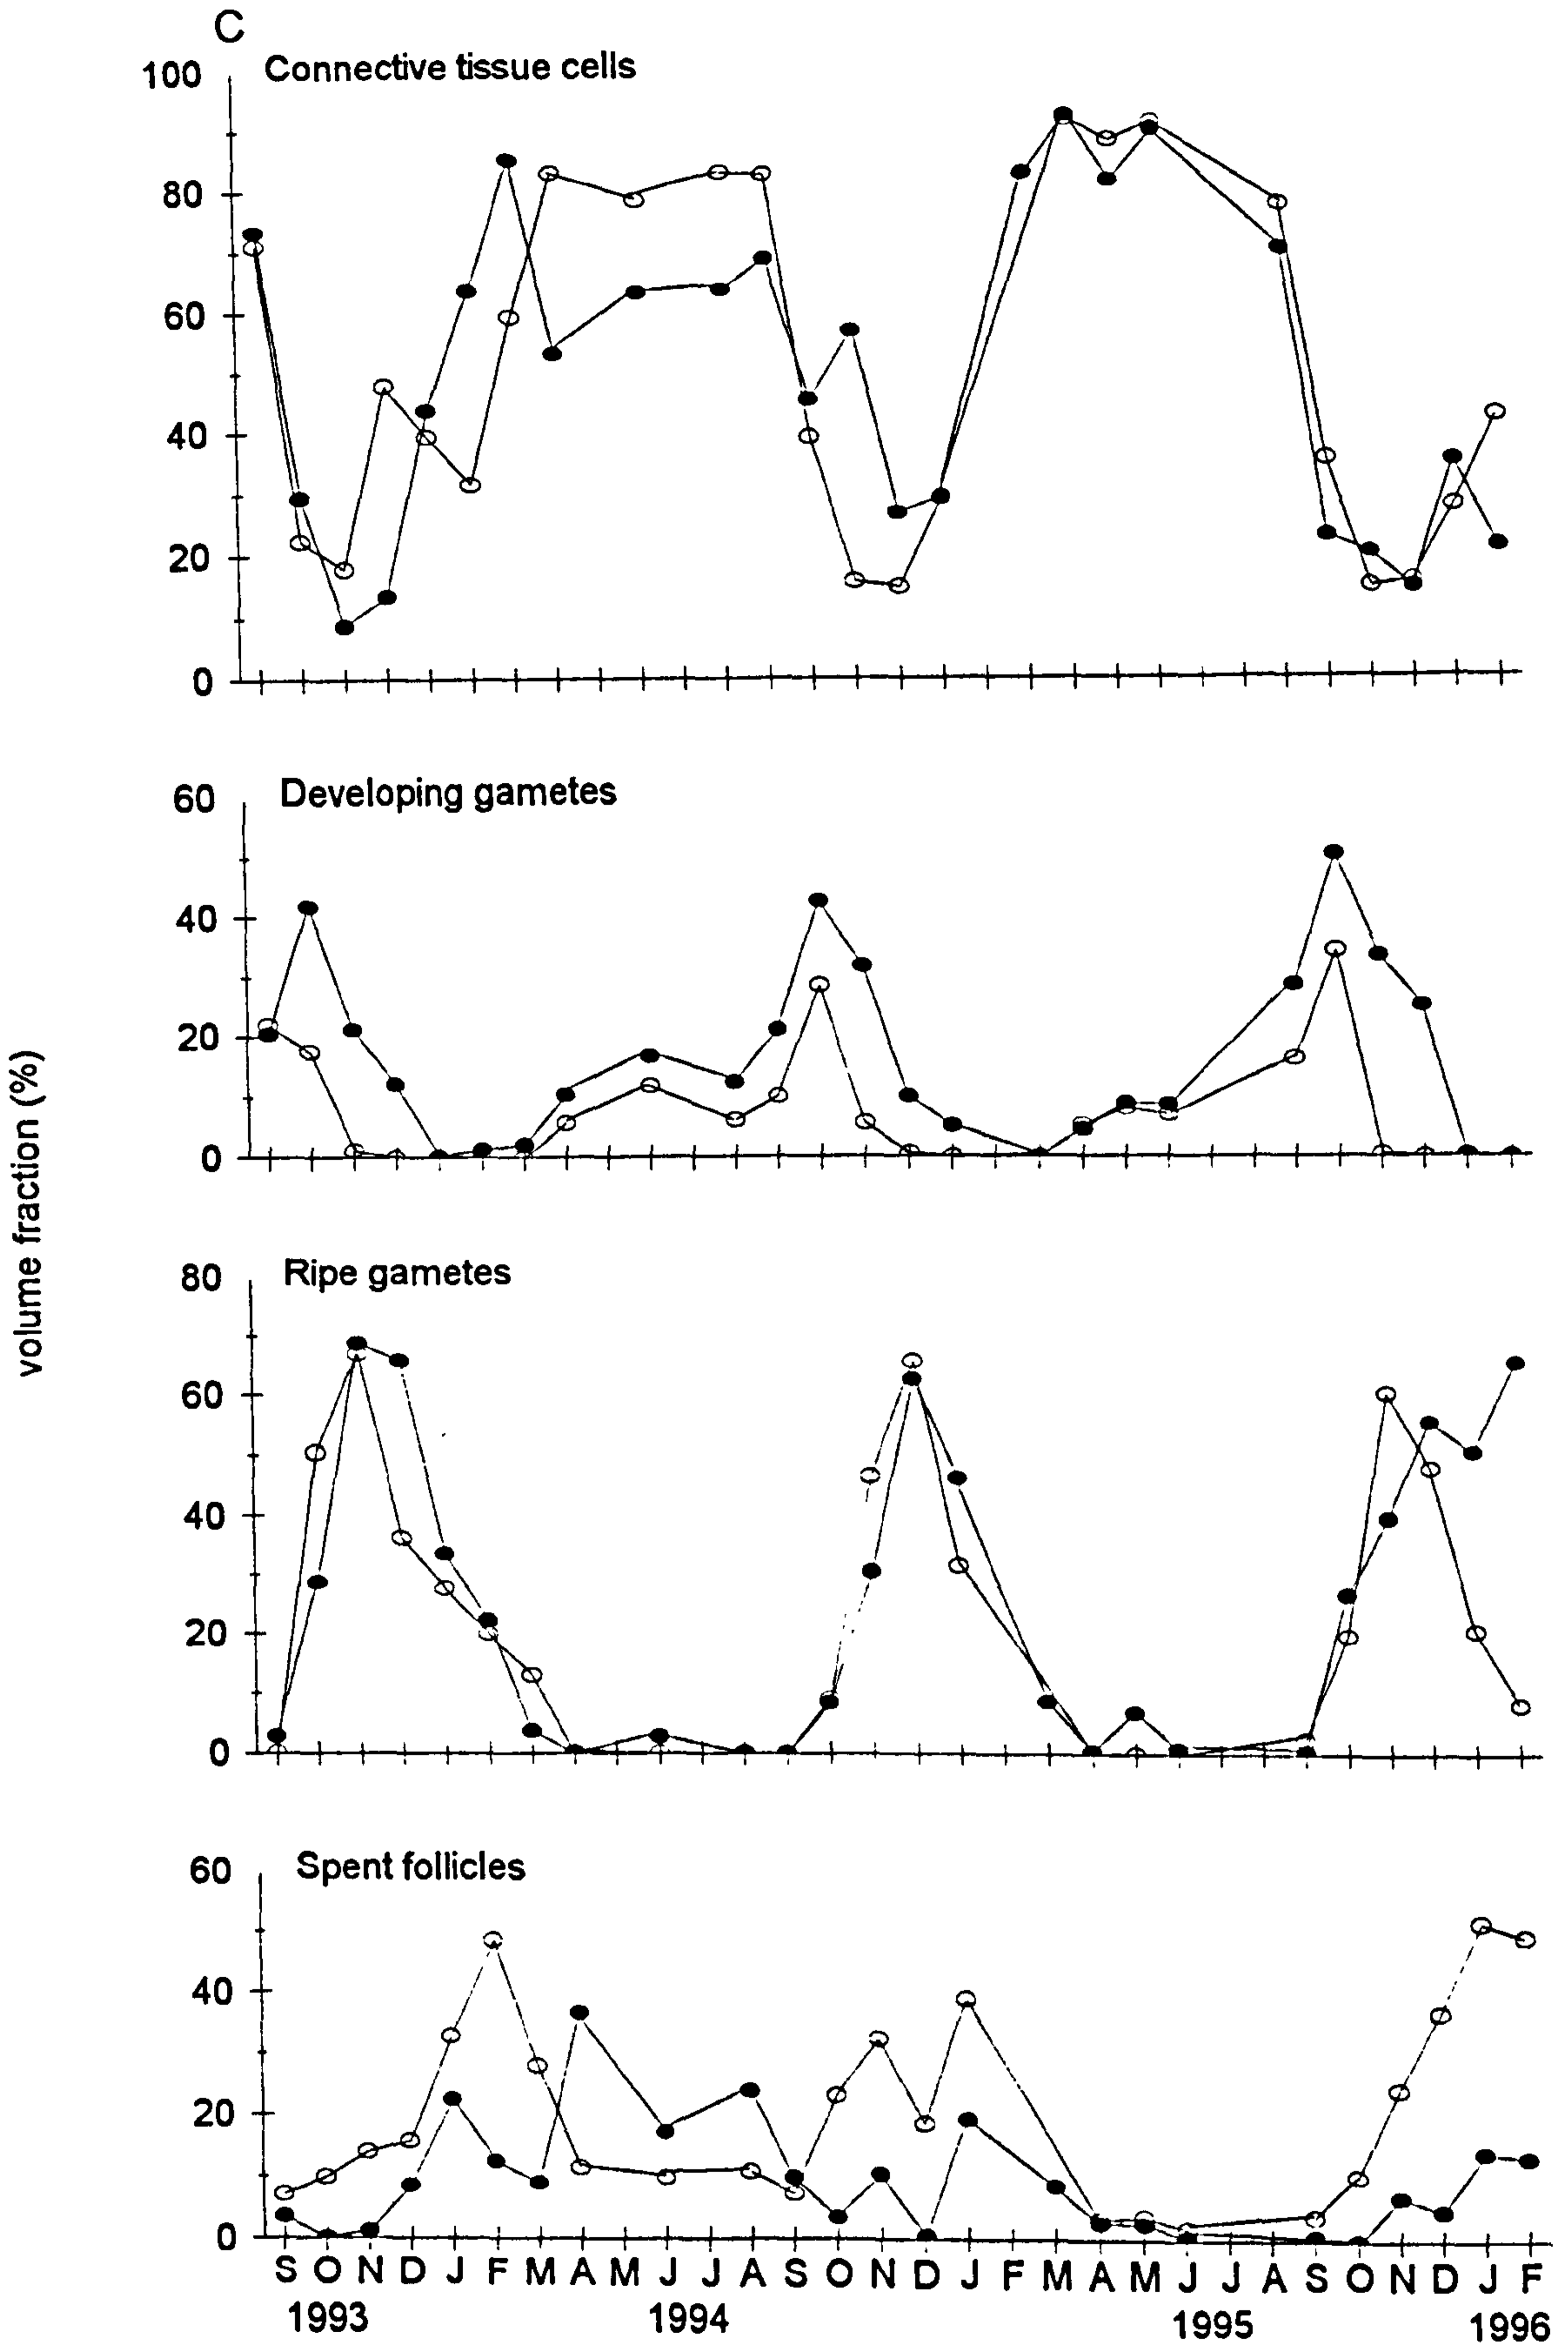 C
Connective tissue cells
100
80
60
40
20
0
Developing gametes
60
40
20
0
Ripe gametes
80
60
40
20
0
Spent follicles
60
40
20
0
volume fraction (%)
S O N D J F M A M J J A S O N D J F M A M J J A S O N D J F
1993 1994 1995 1996